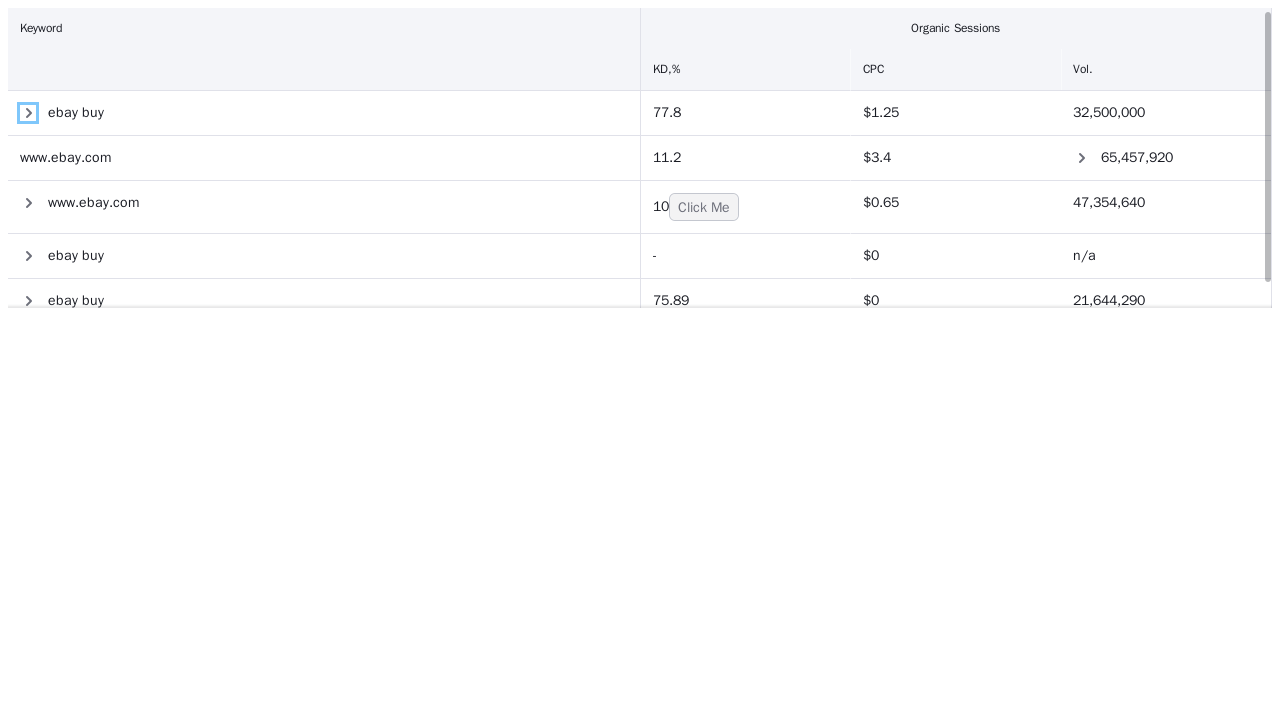 Keyword
Organic Sessions
KD,% CPC Vol.
ebay buy 77.8 $1.25 32,500,000
www.ebay.com 11.2 $3.4 65,457,920
www.ebay.com 10 Click Me $0.65 47,354,640
ebay buy - $0 n/a
ebay buy 75.89 $0 21,644,290